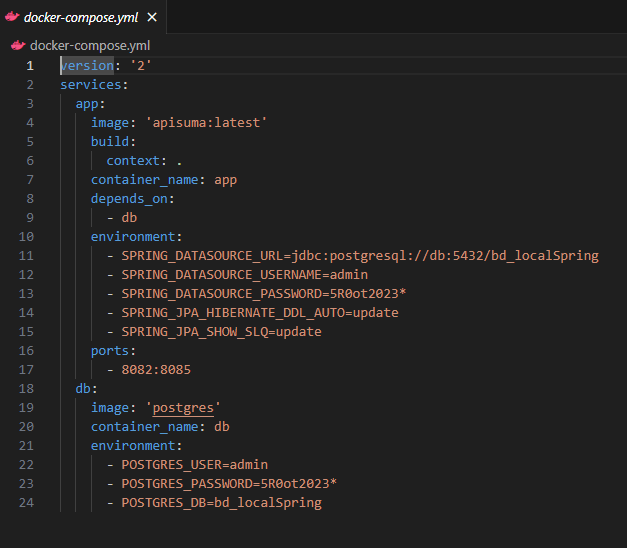 docker-compose.yml ×
docker-compose.yml
1 version: '2'
2 services:
3   app:
4     image: 'apisuma:latest'
5     build:
6       context: .
7     container_name: app
8     depends_on:
9       - db
10     environment:
11       - SPRING_DATASOURCE_URL=jdbc:postgresql://db:5432/bd_localSpring
12       - SPRING_DATASOURCE_USERNAME=admin
13       - SPRING_DATASOURCE_PASSWORD=5R0ot2023*
14       - SPRING_JPA_HIBERNATE_DDL_AUTO=update
15       - SPRING_JPA_SHOW_SLQ=update
16     ports:
17       - 8082:8085
18   db:
19     image: 'postgres'
20     container_name: db
21     environment:
22       - POSTGRES_USER=admin
23       - POSTGRES_PASSWORD=5R0ot2023*
24       - POSTGRES_DB=bd_localSpring